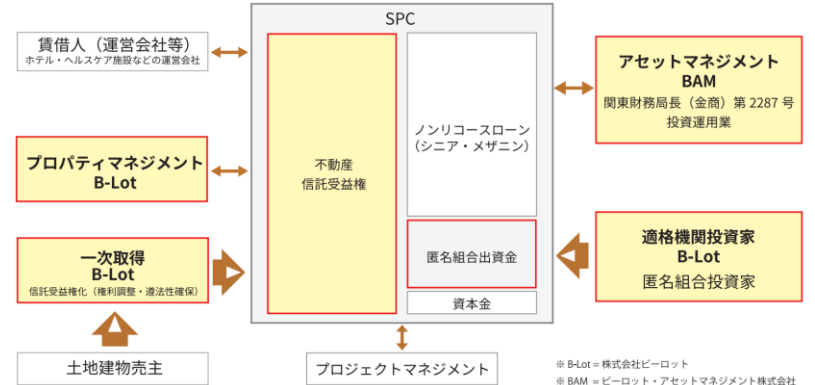 SPC
賃借人（運営会社等）
ホテル・ヘルスケア施設などの運営会社
プロパティマネジメント
B-Lot
一次取得
B-Lot
信託受益権化（権利調整・遵法性確保）
土地建物売主
不動産
信託受益権
ノンリコースローン
（シニア・メザニン）
匿名組合出資金
資本金
プロジェクトマネジメント
アセットマネジメント
BAM
関東財務局長（金商）第 2287 号
投資運用業
適格機関投資家
B-Lot
匿名組合投資家
※ B-Lot = 株式会社ビーロット
※ BAM = ビーロット・アセットマネジメント株式会社